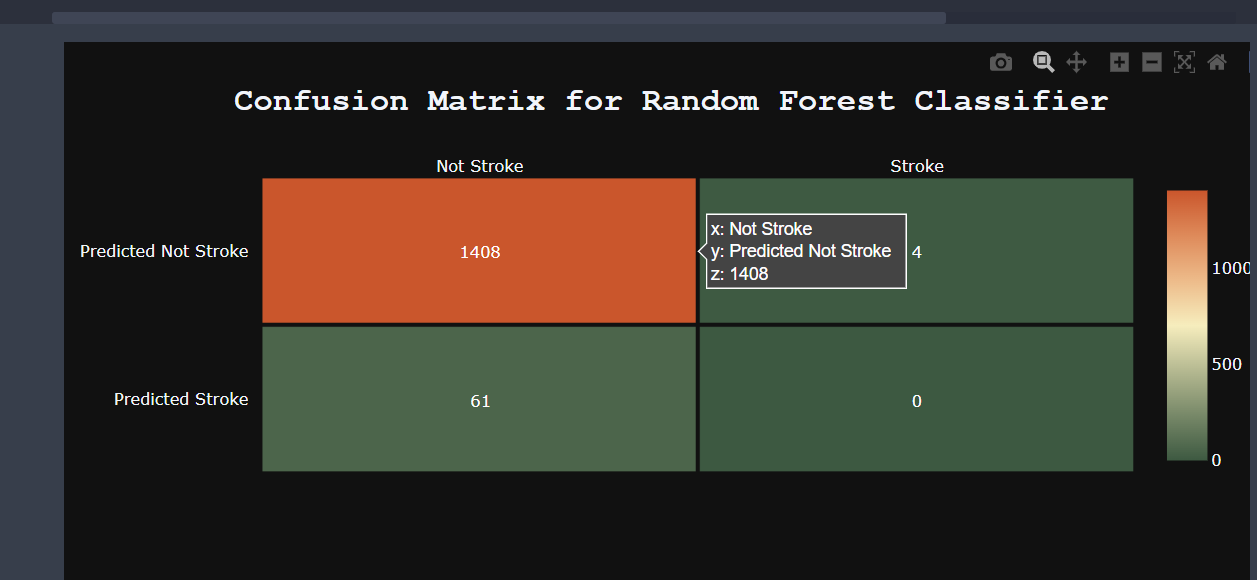 Confusion Matrix for Random Forest Classifier
Not Stroke Stroke
Predicted Not Stroke 1408 4
x: Not Stroke
y: Predicted Not Stroke
z: 1408
Predicted Stroke 61 0
1000
500
0